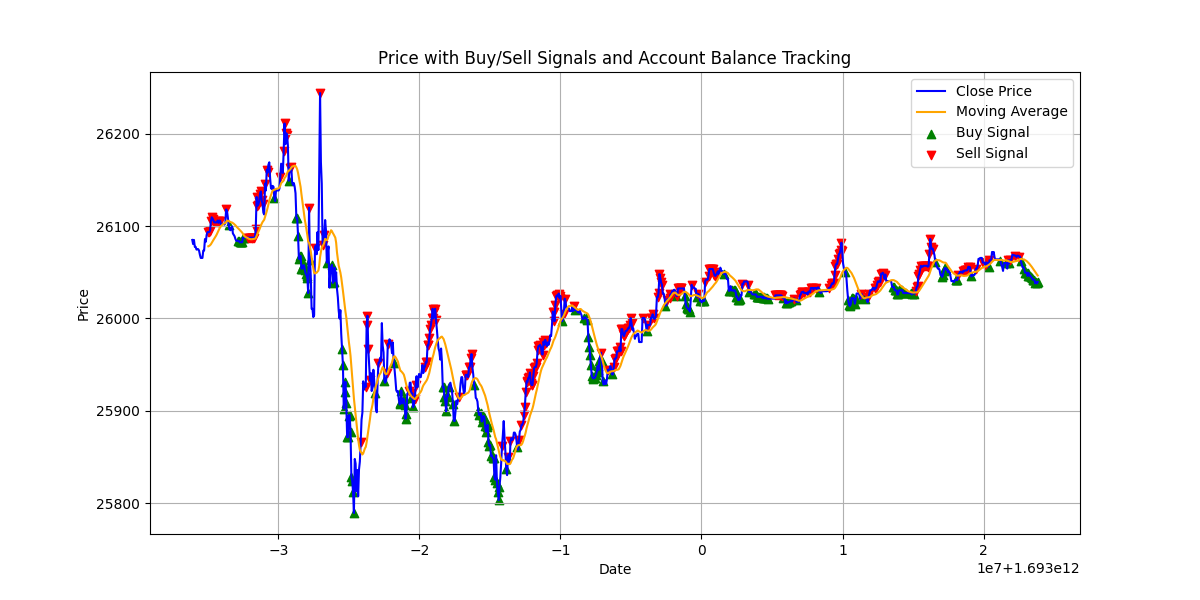 Price with Buy/Sell Signals and Account Balance Tracking
Close Price
Moving Average
Buy Signal
Sell Signal
26200
26100
26000
25900
25800
Price
−3 −2 −1 0 1 2
1e7+1.693e12
Date